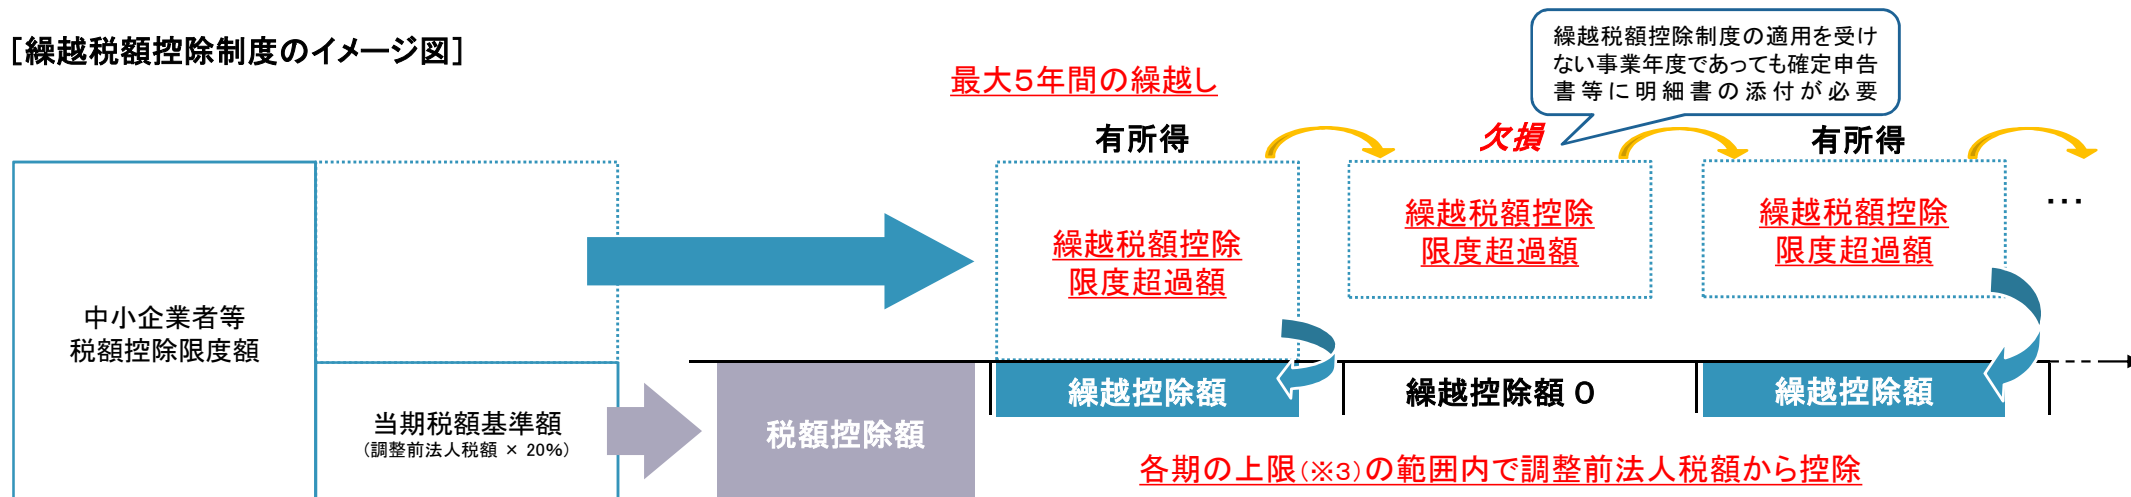 [繰越税額控除制度のイメージ図]
繰越税額控除制度の適用を受け
ない事業年度であっても確定申告
書等に明細書の添付が必要
最大5年間の繰越し
有所得
欠損
有所得
繰越税額控除
限度超過額
繰越税額控除
限度超過額
繰越税額控除
限度超過額
…
中小企業者等
税額控除限度額
当期税額基準額
(調整前法人税額 × 20%)
税額控除額
繰越控除額
繰越控除額 0
繰越控除額
各期の上限(※3)の範囲内で調整前法人税額から控除